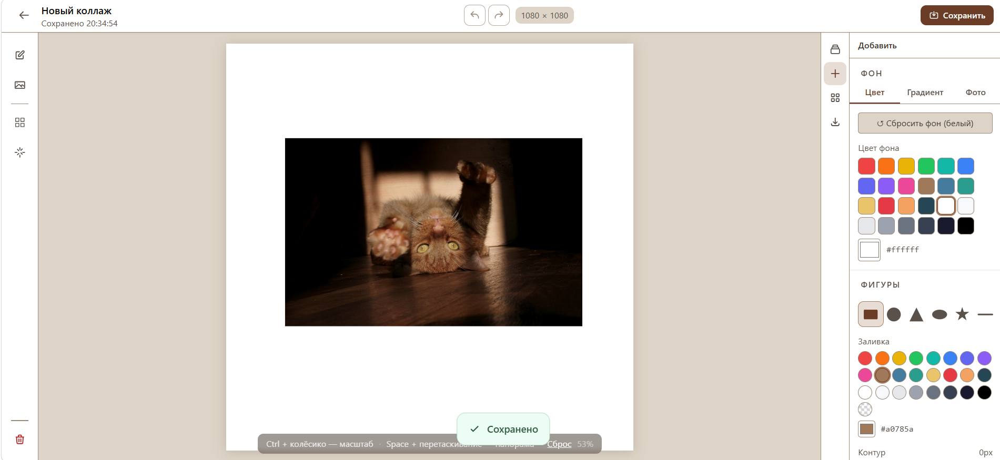 Новый коллаж
Сохранено 20:34:54
1080 × 1080
Сохранить
Добавить
ФОН
Цвет Градиент Фото
↺ Сбросить фон (белый)
Цвет фона
#ffffff
ФИГУРЫ
Заливка
#a0785a
Контур 0px
Сохранено
Ctrl + колёсико — масштаб · Space + перетаскивание — панорама Сброс 53%